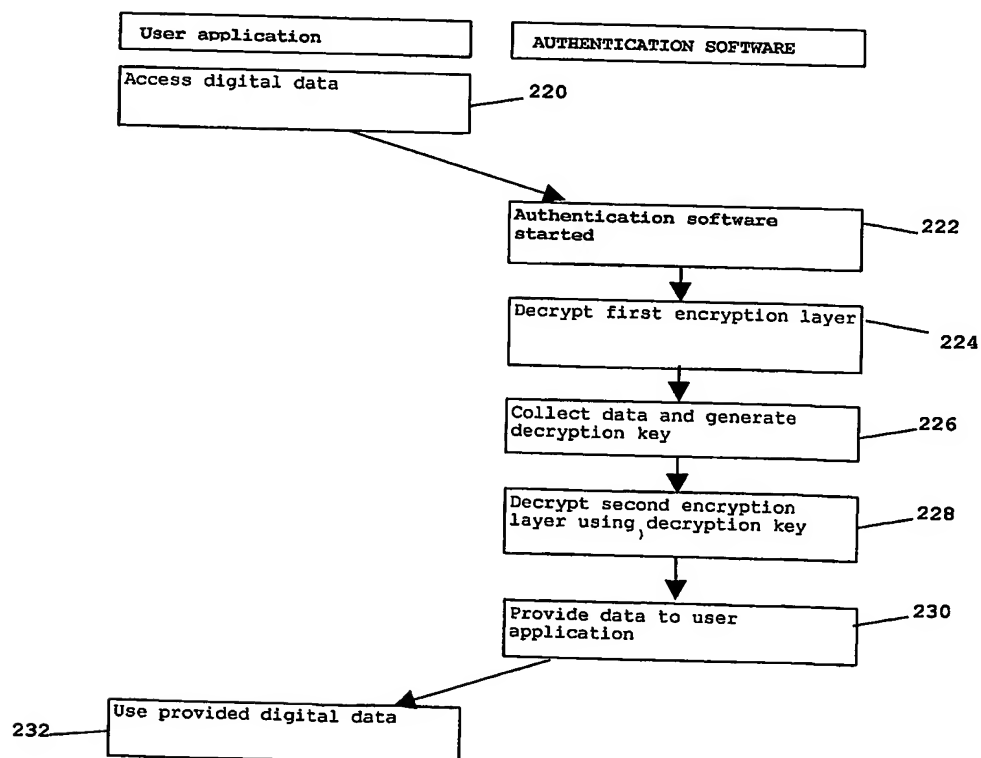 User application
AUTHENTICATION SOFTWARE
Access digital data
220
Authentication software
started
222
Decrypt first encryption layer
224
Collect data and generate
decryption key
226
Decrypt second encryption
layer using decryption key
228
Provide data to user
application
230
Use provided digital data
232